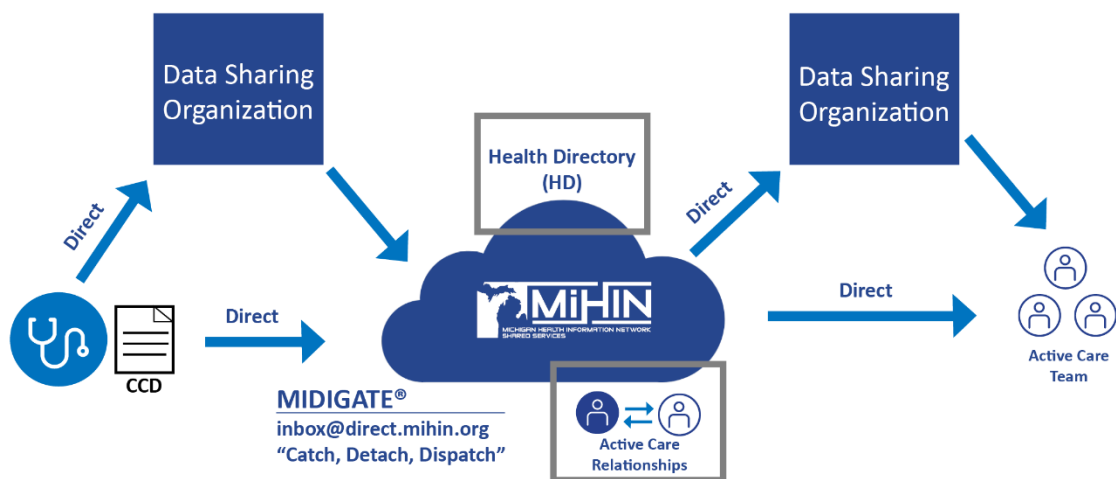 Data Sharing
Organization
Data Sharing
Organization
Health Directory
(HD)
Direct
Direct
MiHIN
MICHIGAN HEALTH INFORMATION NETWORK
SHARED SERVICES
Direct
Direct
CCD
Active Care
Team
MIDIGATE®
inbox@direct.mihin.org
“Catch, Detach, Dispatch”
Active Care
Relationships